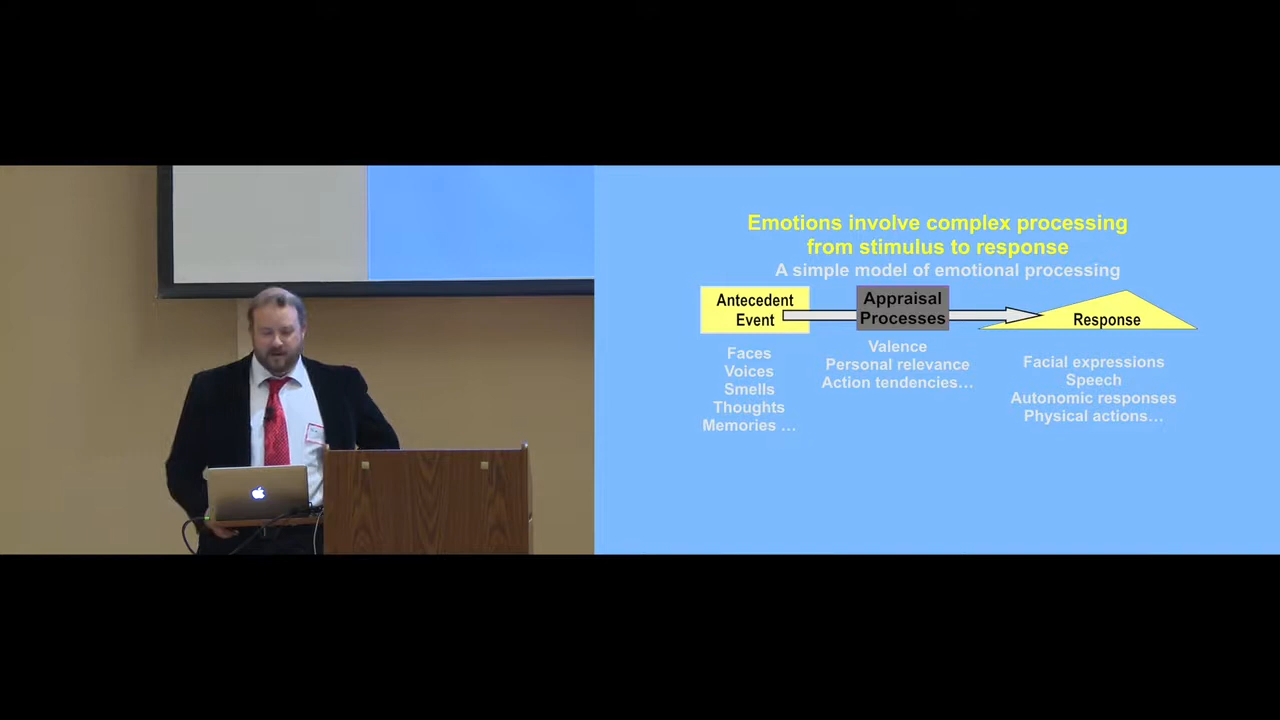 Emotions involve complex processing
from stimulus to response
A simple model of emotional processing
Antecedent
Event
Appraisal
Processes
Response
Faces
Voices
Smells
Thoughts
Memories …
Valence
Personal relevance
Action tendencies…
Facial expressions
Speech
Autonomic responses
Physical actions…